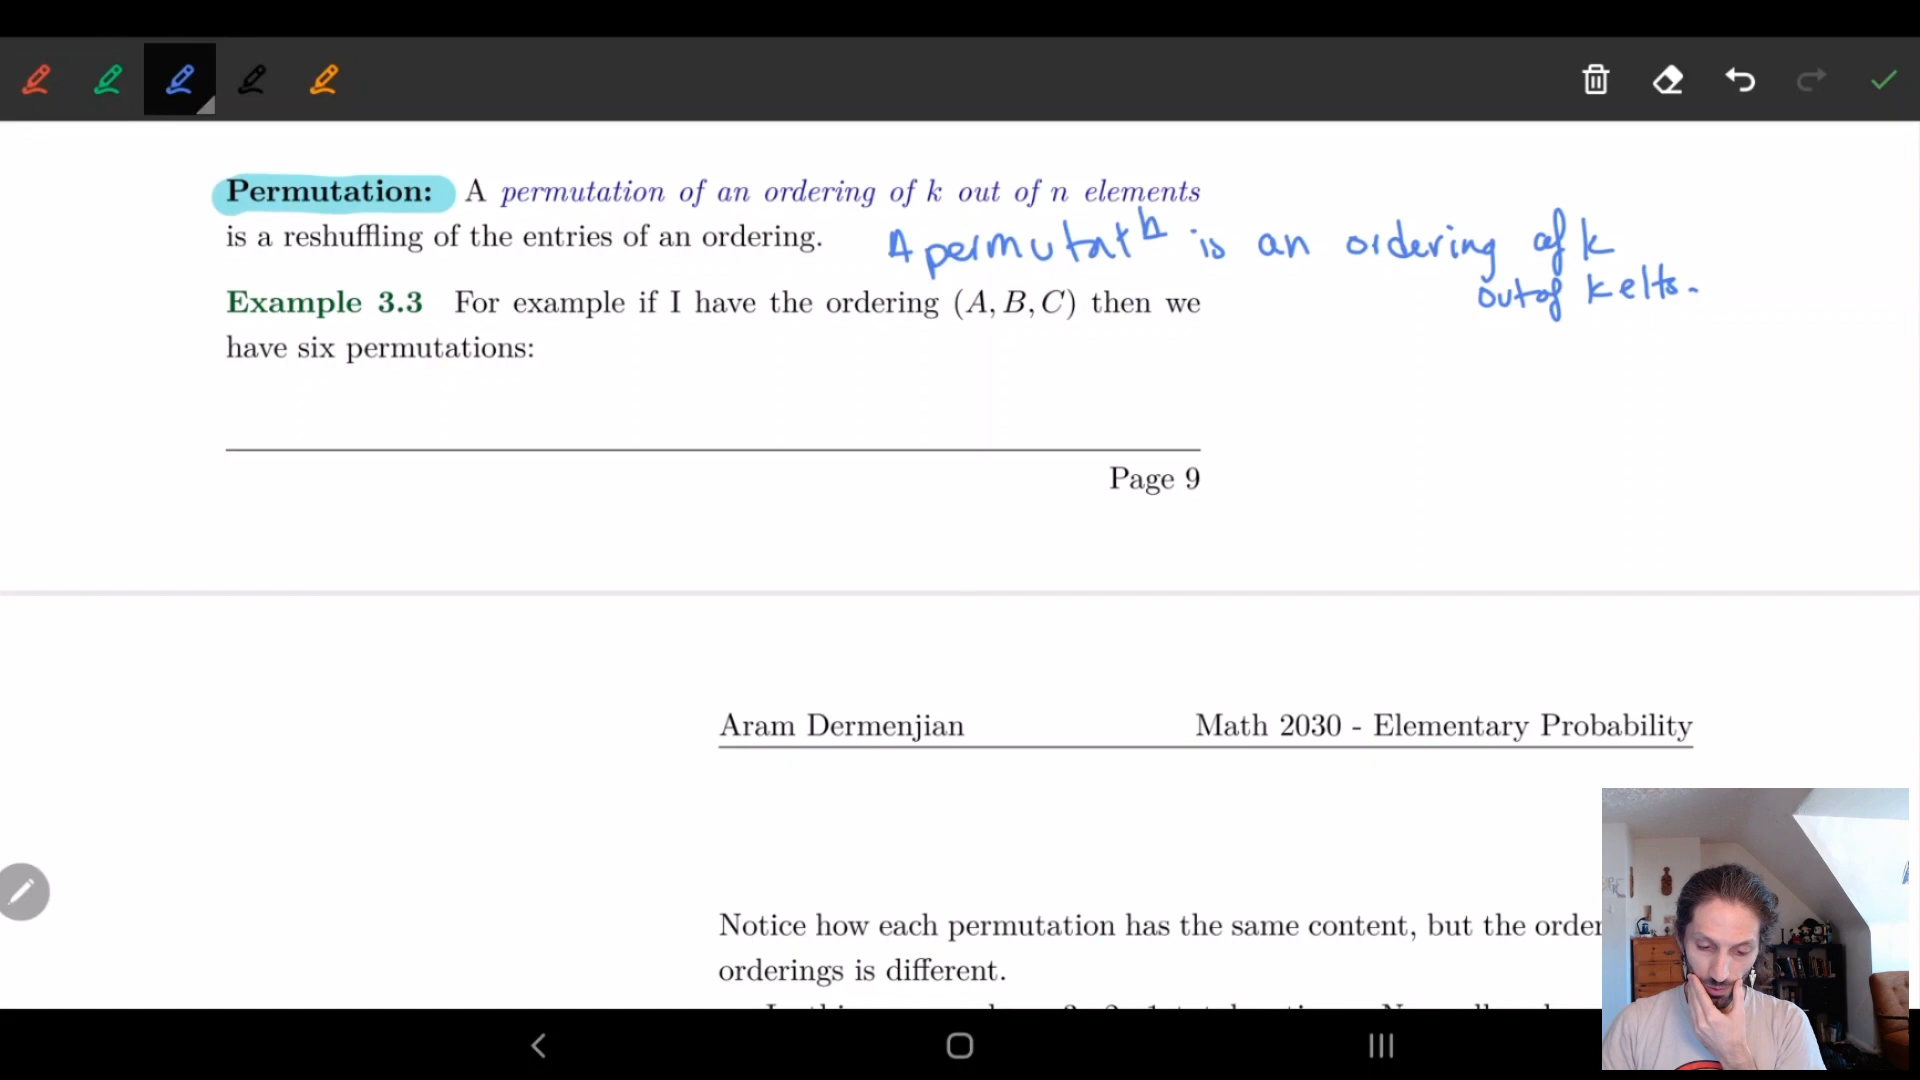 Permutation: A permutation of an ordering of k out of n elements
is a reshuffling of the entries of an ordering.
A permutatn is an ordering of k
out of k elts.
Example 3.3 For example if I have the ordering (A, B, C) then we
have six permutations:
Page 9
Aram Dermenjian Math 2030 - Elementary Probability
Notice how each permutation has the same content, but the order
orderings is different.